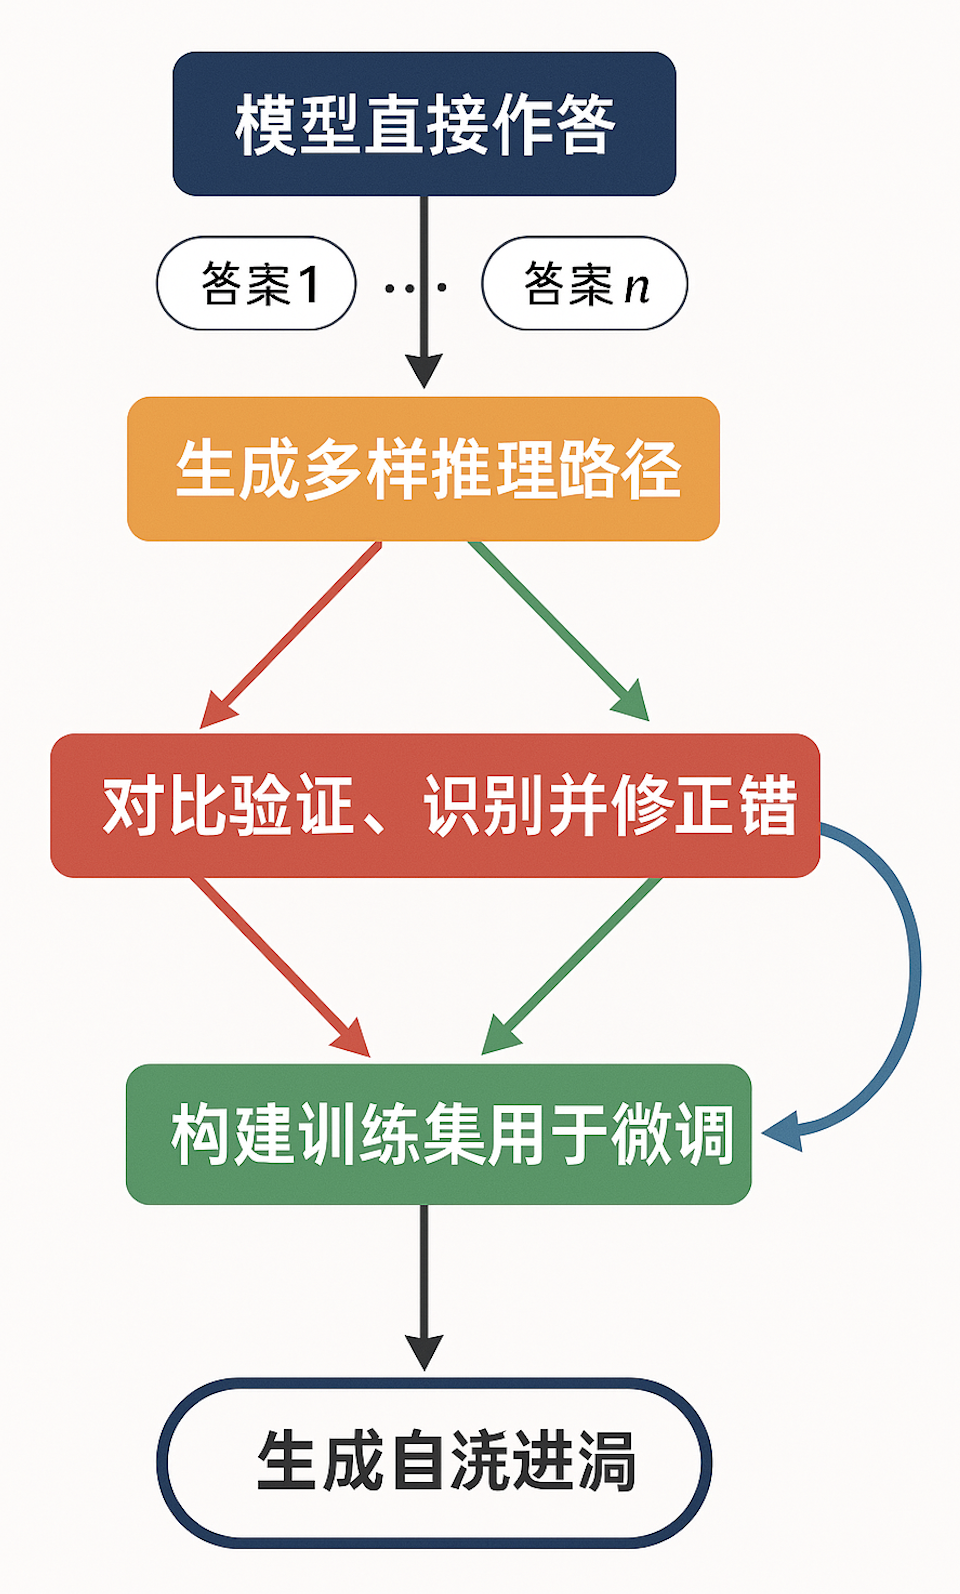 模型直接作答
答案1 ... 答案n
生成多样推理路径
对比验证、识别并修正错
构建训练集用于微调
生成自进